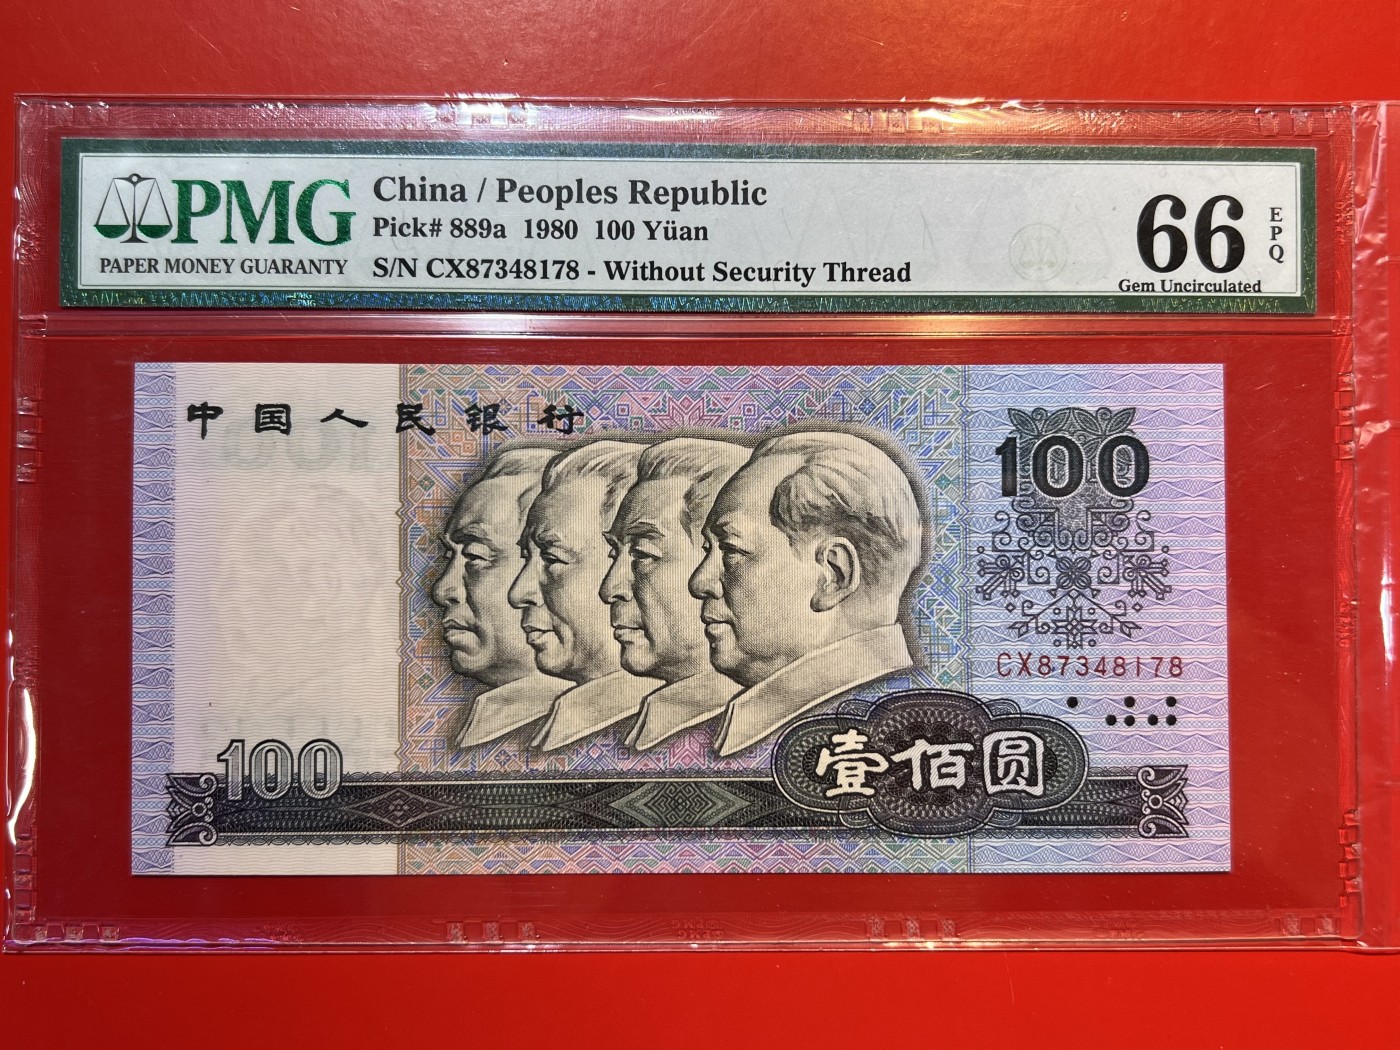 PMG
PAPER MONEY GUARANTY
China / Peoples Republic
Pick# 889a 1980 100 Yüan
S/N CX87348178 - Without Security Thread
66
EPQ
Gem Uncirculated
中国人民银行
100
CX87348178
100
壹佰圆